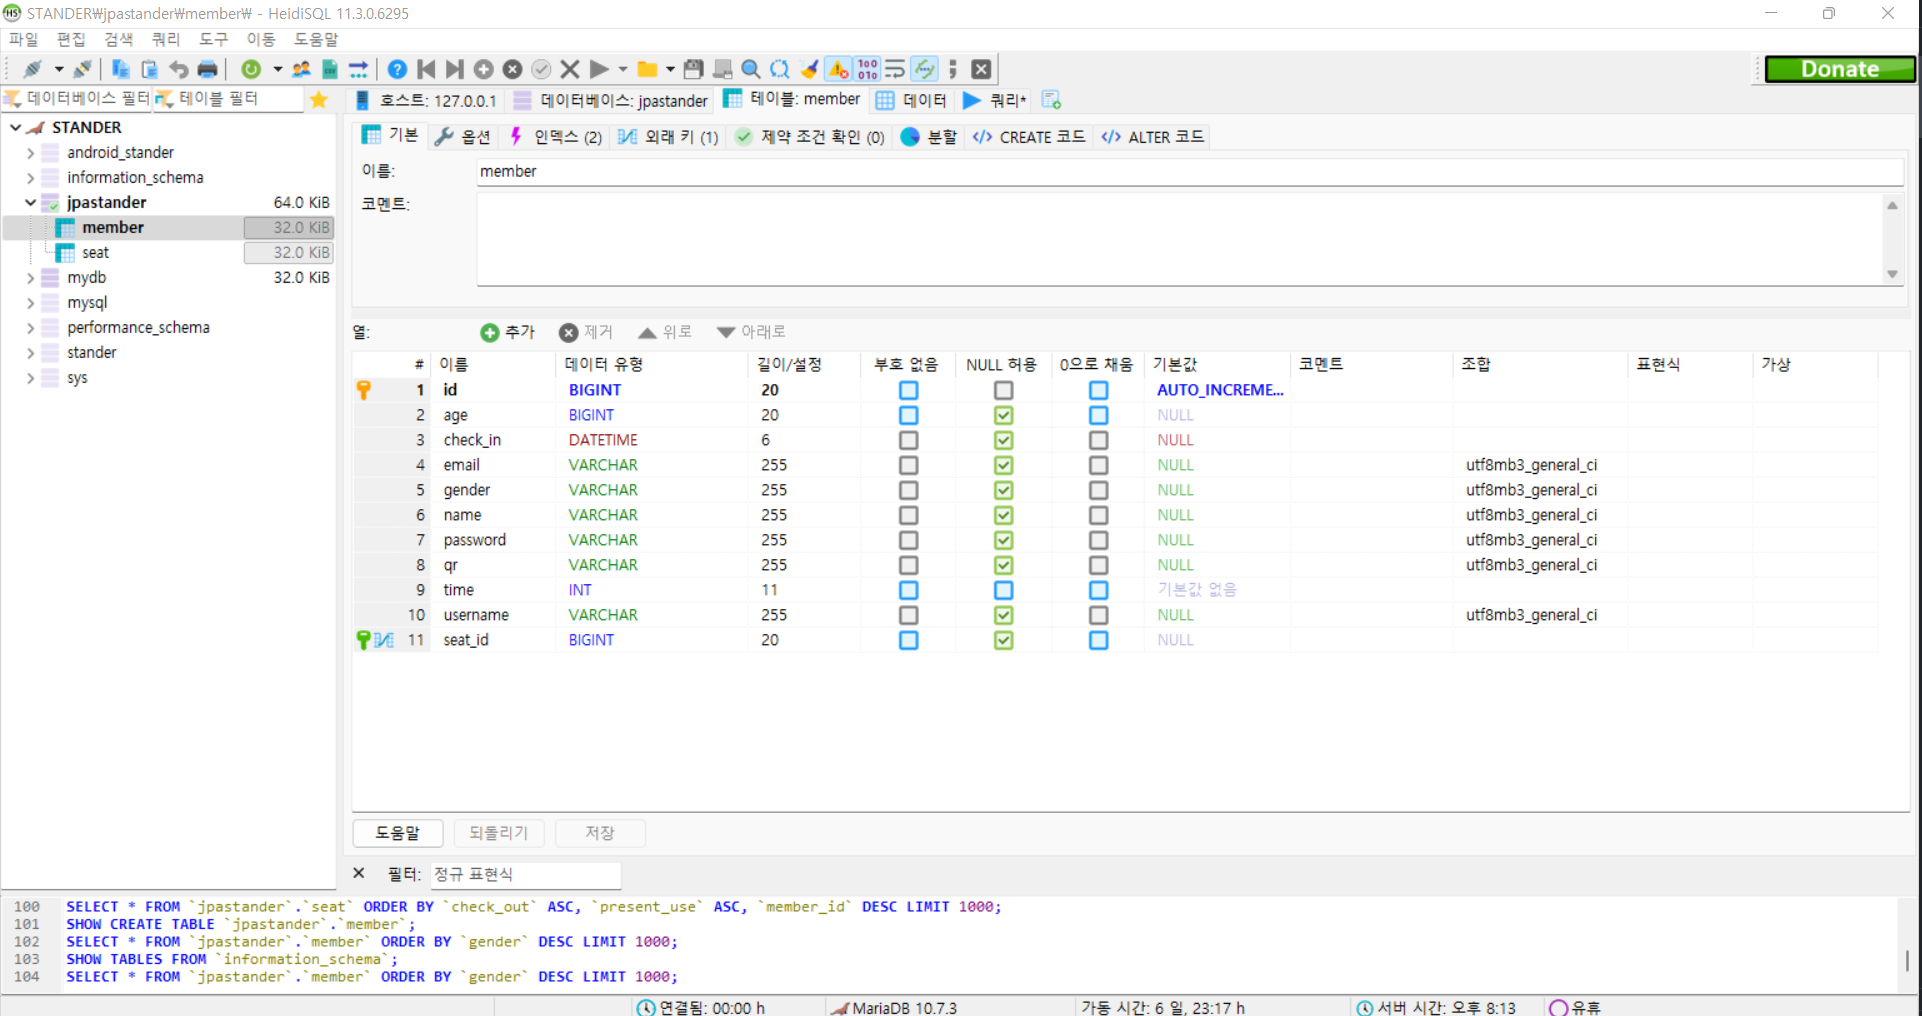 STANDER₩jpastander₩member₩ - HeidiSQL 11.3.0.6295
파일 편집 검색 쿼리 도구 이동 도움말
Donate
데이터베이스 필터 테이블 필터
호스트: 127.0.0.1 데이터베이스: jpastander 테이블: member 데이터 쿼리*
STANDER
android_stander
information_schema
jpastander 64.0 KiB
member 32.0 KiB
seat 32.0 KiB
mydb 32.0 KiB
mysql
performance_schema
stander
sys
기본 옵션 인덱스 (2) 외래 키 (1) 제약 조건 확인 (0) 분할 </> CREATE 코드 </> ALTER 코드
이름: member
코멘트:
열: 추가 제거 위로 아래로
# 이름 데이터 유형 길이/설정 부호 없음 NULL 허용 0으로 채움 기본값 코멘트 조합 표현식 가상
1 id BIGINT 20 AUTO_INCREME...
2 age BIGINT 20 NULL
3 check_in DATETIME 6 NULL
4 email VARCHAR 255 NULL utf8mb3_general_ci
5 gender VARCHAR 255 NULL utf8mb3_general_ci
6 name VARCHAR 255 NULL utf8mb3_general_ci
7 password VARCHAR 255 NULL utf8mb3_general_ci
8 qr VARCHAR 255 NULL utf8mb3_general_ci
9 time INT 11 기본값 없음
10 username VARCHAR 255 NULL utf8mb3_general_ci
11 seat_id BIGINT 20 NULL
도움말 되돌리기 저장
× 필터: 정규 표현식
100 SELECT * FROM `jpastander`.`seat` ORDER BY `check_out` ASC, `present_use` ASC, `member_id` DESC LIMIT 1000;
101 SHOW CREATE TABLE `jpastander`.`member`;
102 SELECT * FROM `jpastander`.`member` ORDER BY `gender` DESC LIMIT 1000;
103 SHOW TABLES FROM `information_schema`;
104 SELECT * FROM `jpastander`.`member` ORDER BY `gender` DESC LIMIT 1000;
연결됨: 00:00 h MariaDB 10.7.3 가동 시간: 6 일, 23:17 h 서버 시간: 오후 8:13 유휴